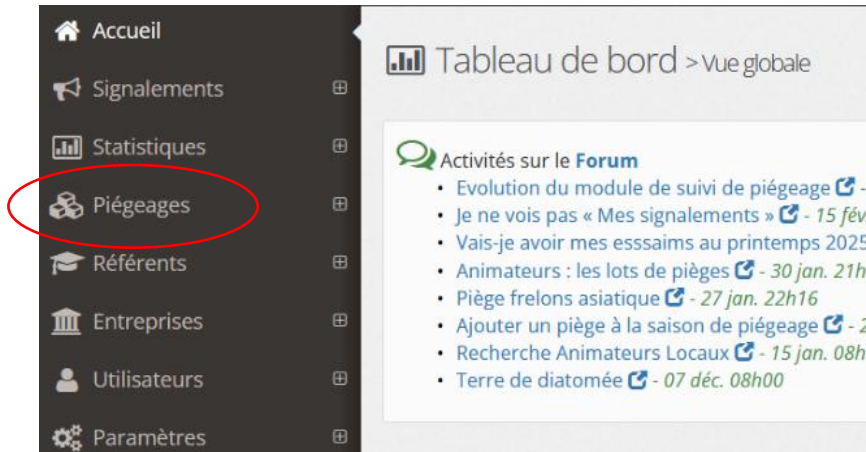 Accueil
Signalements
Statistiques
Piégeages
Référents
Entreprises
Utilisateurs
Paramètres
Tableau de bord > Vue globale
Activités sur le Forum
• Evolution du module de suivi de piégeage -
• Je ne vois pas « Mes signalements » - 15 fév
• Vais-je avoir mes esssaims au printemps 2025
• Animateurs : les lots de pièges - 30 jan. 21h
• Piège frelons asiatique - 27 jan. 22h16
• Ajouter un piège à la saison de piégeage - 2
• Recherche Animateurs Locaux - 15 jan. 08h
• Terre de diatomée - 07 déc. 08h00